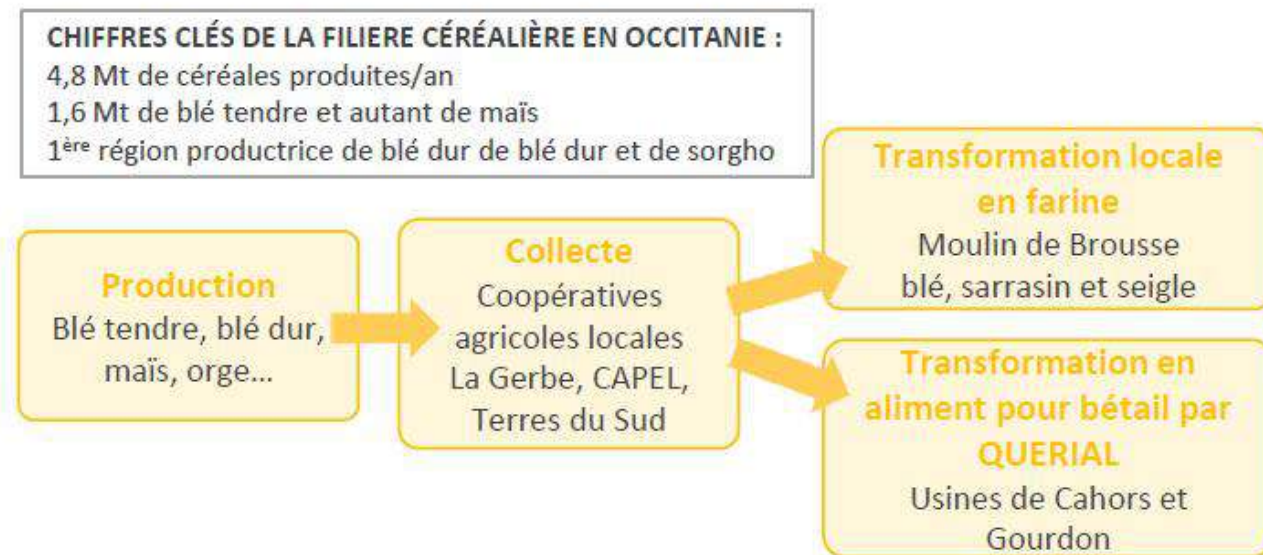 CHIFFRES CLÉS DE LA FILIERE CÉRÉALIÈRE EN OCCITANIE :
4,8 Mt de céréales produites/an
1,6 Mt de blé tendre et autant de maïs
1ère région productrice de blé dur de blé dur et de sorgho
Production
Blé tendre, blé dur,
maïs, orge...
Collecte
Coopératives
agricoles locales
La Gerbe, CAPEL,
Terres du Sud
Transformation locale
en farine
Moulin de Brousse
blé, sarrasin et seigle
Transformation en
aliment pour bétail par
QUERIAL
Usines de Cahors et
Gourdon